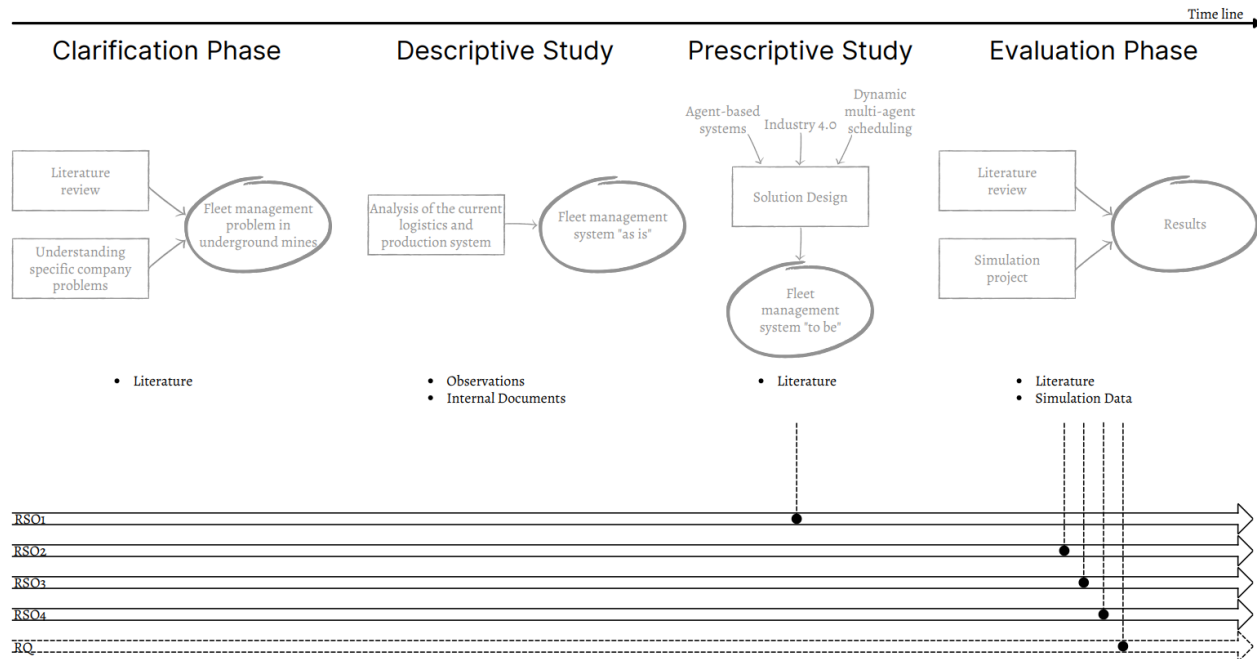 Time line
Clarification Phase
Descriptive Study
Prescriptive Study
Evaluation Phase
Literature
review
Understanding
specific company
problems
Fleet management
problem in
underground mines
Analysis of the current
logistics and
production system
Fleet management
system "as is"
Agent-based
systems
Industry 4.0
Dynamic
multi-agent
scheduling
Solution Design
Fleet
management
system "to be"
Literature
review
Simulation
project
Results
• Literature
• Observations
• Internal Documents
• Literature
• Literature
• Simulation Data
RSO1
RSO2
RSO3
RSO4
RQ